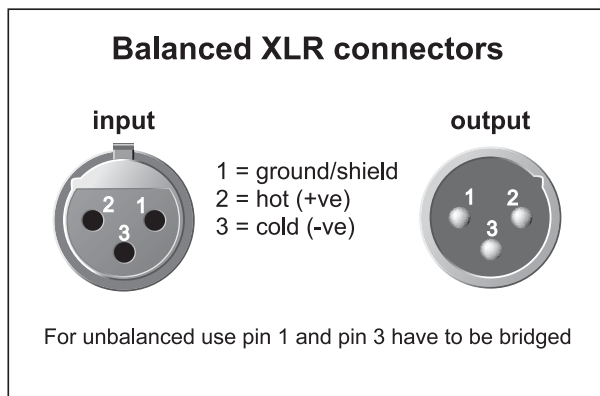 Balanced XLR connectors
input
output
1 = ground/shield
2 = hot (+ve)
3 = cold (-ve)
2 1
3
1 2
3
For unbalanced use pin 1 and pin 3 have to be bridged